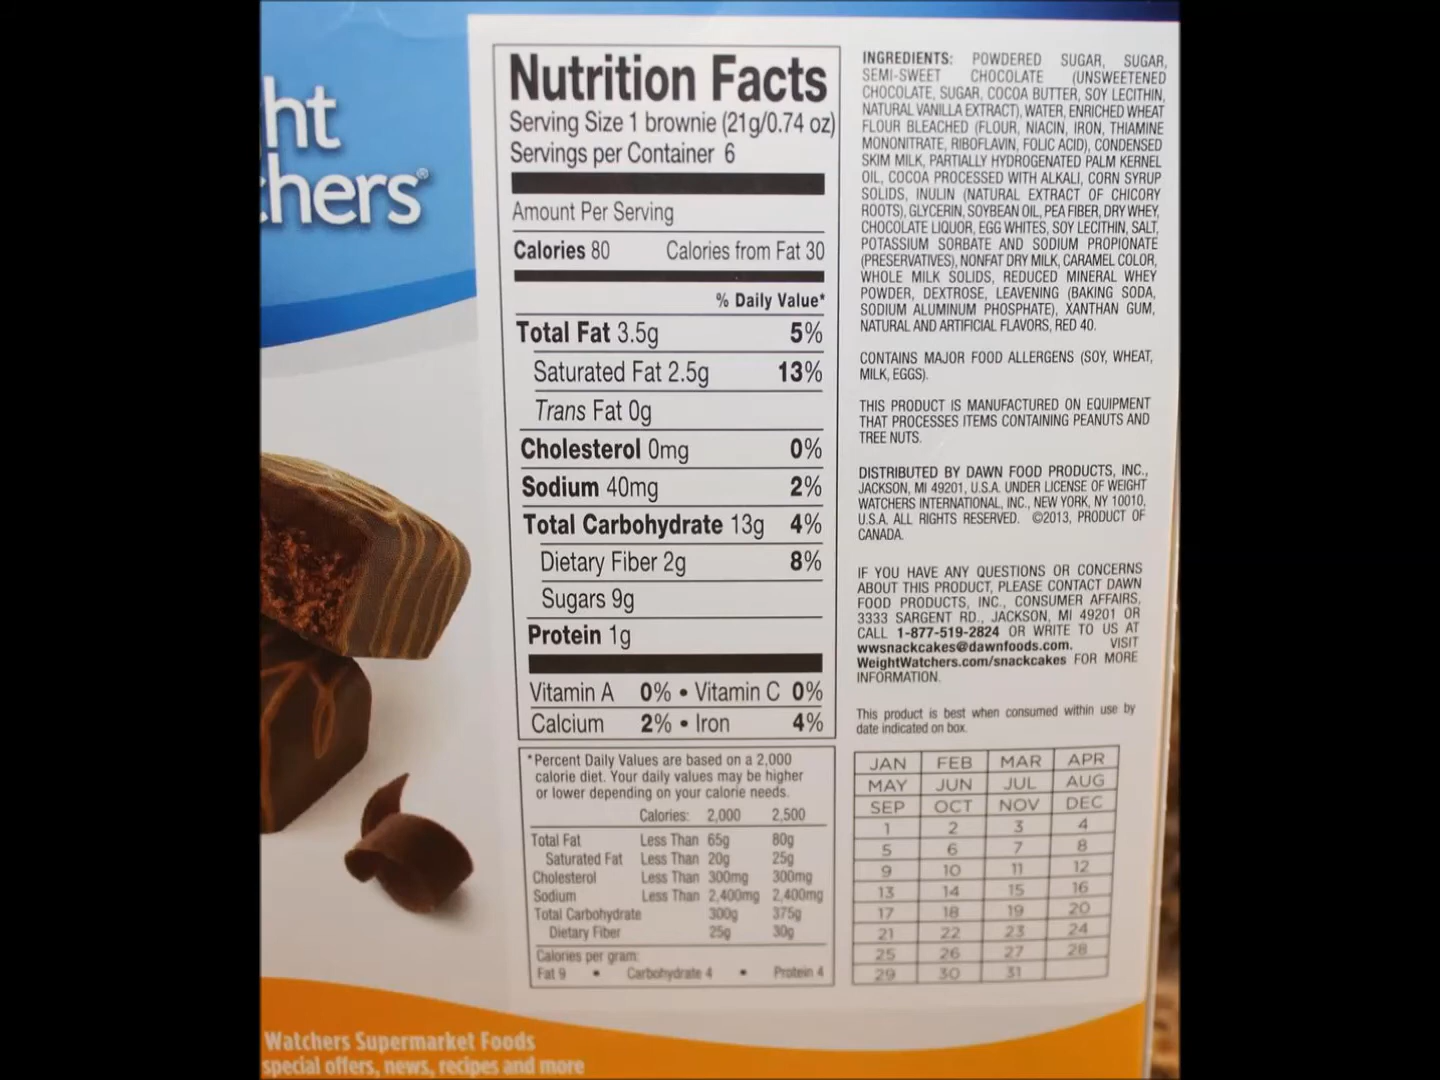 ht
chers®
Nutrition Facts
Serving Size 1 brownie (21g/0.74 oz)
Servings per Container 6
Amount Per Serving
Calories 80 Calories from Fat 30
% Daily Value*
Total Fat 3.5g 5%
Saturated Fat 2.5g 13%
Trans Fat 0g
Cholesterol 0mg 0%
Sodium 40mg 2%
Total Carbohydrate 13g 4%
Dietary Fiber 2g 8%
Sugars 9g
Protein 1g
Vitamin A 0% • Vitamin C 0%
Calcium 2% • Iron 4%
*Percent Daily Values are based on a 2,000
calorie diet. Your daily values may be higher
or lower depending on your calorie needs.
Calories: 2,000 2,500
Total Fat Less Than 65g 80g
Saturated Fat Less Than 20g 25g
Cholesterol Less Than 300mg 300mg
Sodium Less Than 2,400mg 2,400mg
Total Carbohydrate 300g 375g
Dietary Fiber 25g 30g
Calories per gram:
Fat 9 • Carbohydrate 4 • Protein 4
INGREDIENTS: POWDERED SUGAR, SUGAR,
SEMI-SWEET CHOCOLATE (UNSWEETENED
CHOCOLATE, SUGAR, COCOA BUTTER, SOY LECITHIN,
NATURAL VANILLA EXTRACT), WATER, ENRICHED WHEAT
FLOUR BLEACHED (FLOUR, NIACIN, IRON, THIAMINE
MONONITRATE, RIBOFLAVIN, FOLIC ACID), CONDENSED
SKIM MILK, PARTIALLY HYDROGENATED PALM KERNEL
OIL, COCOA PROCESSED WITH ALKALI, CORN SYRUP
SOLIDS, INULIN (NATURAL EXTRACT OF CHICORY
ROOTS), GLYCERIN, SOYBEAN OIL, PEA FIBER, DRY WHEY,
CHOCOLATE LIQUOR, EGG WHITES, SOY LECITHIN, SALT,
POTASSIUM SORBATE AND SODIUM PROPIONATE
(PRESERVATIVES), NONFAT DRY MILK, CARAMEL COLOR,
WHOLE MILK SOLIDS, REDUCED MINERAL WHEY
POWDER, DEXTROSE, LEAVENING (BAKING SODA,
SODIUM ALUMINUM PHOSPHATE), XANTHAN GUM,
NATURAL AND ARTIFICIAL FLAVORS, RED 40.
CONTAINS MAJOR FOOD ALLERGENS (SOY, WHEAT,
MILK, EGGS).
THIS PRODUCT IS MANUFACTURED ON EQUIPMENT
THAT PROCESSES ITEMS CONTAINING PEANUTS AND
TREE NUTS.
DISTRIBUTED BY DAWN FOOD PRODUCTS, INC.,
JACKSON, MI 49201, U.S.A. UNDER LICENSE OF WEIGHT
WATCHERS INTERNATIONAL, INC., NEW YORK, NY 10010,
U.S.A. ALL RIGHTS RESERVED. ©2013, PRODUCT OF
CANADA.
IF YOU HAVE ANY QUESTIONS OR CONCERNS
ABOUT THIS PRODUCT, PLEASE CONTACT DAWN
FOOD PRODUCTS, INC., CONSUMER AFFAIRS,
3333 SARGENT RD., JACKSON, MI 49201 OR
CALL 1-877-519-2824 OR WRITE TO US AT
wwsnackcakes@dawnfoods.com. VISIT
WeightWatchers.com/snackcakes FOR MORE
INFORMATION.
This product is best when consumed within use by
date indicated on box.
JAN FEB MAR APR
MAY JUN JUL AUG
SEP OCT NOV DEC
1 2 3 4
5 6 7 8
9 10 11 12
13 14 15 16
17 18 19 20
21 22 23 24
25 26 27 28
29 30 31
Watchers Supermarket Foods
special offers, news, recipes and more